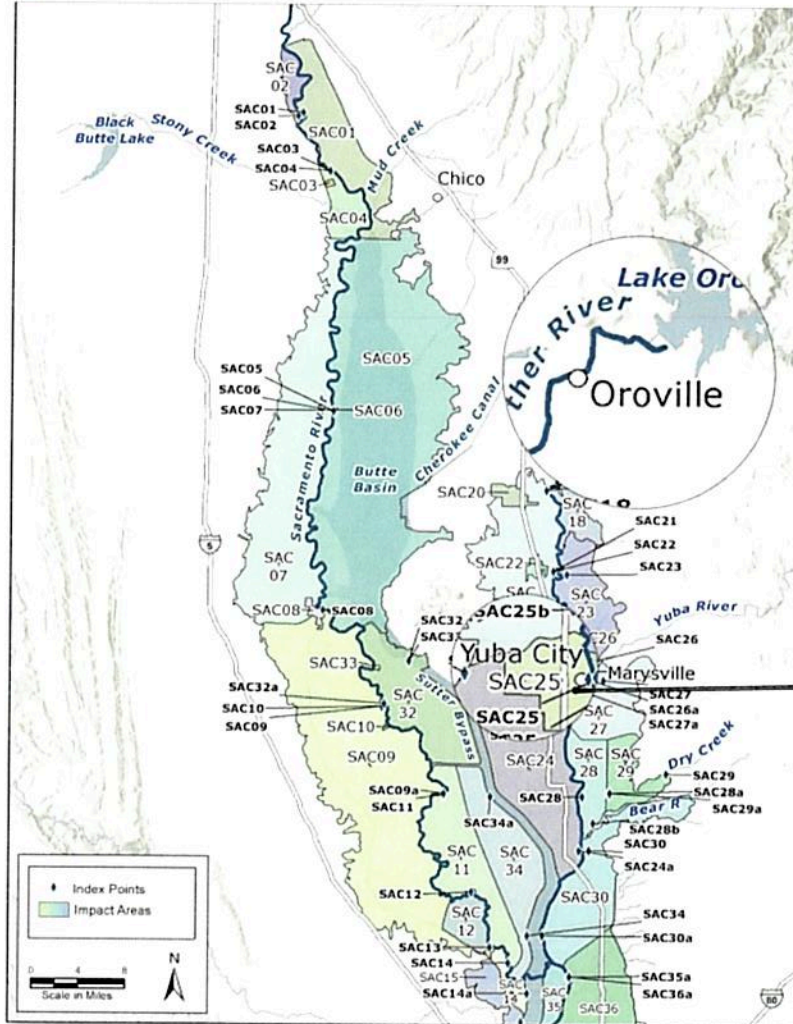 SAC
02
SAC01
SAC02
SAC01
Black
Butte Lake
Stony Creek
SAC03
SAC04
SAC03
Mud Creek
Chico
SAC04
99
Lake Oro
ther River
Oroville
SAC05
SAC05
SAC06
SAC07
SAC06
Sacramento River
Butte
Basin
Cherokee Canal
SAC20
SAC
18
SAC21
SAC22
SAC23
SAC22
5
SAC
07
SAC
23
SAC08
SAC08
SAC32
SAC25b
Yuba River
SAC26
Yuba City
SAC25
Marysville
SAC33
SAC25
SAC27
SAC26a
SAC27a
SAC32a
SAC10
SAC09
SAC
32
Sutter Bypass
SAC
27
SAC10
SAC09
SAC24
SAC
28
SAC
29
Dry Creek
SAC29
SAC28a
SAC29a
SAC09a
SAC11
SAC34a
SAC28
Bear R
SAC28b
SAC30
SAC24a
SAC
11
SAC
34
SAC12
SAC30
SAC
12
SAC34
SAC30a
SAC13
SAC14
SAC15
SAC14a
SAC
14
SAC
35
SAC35a
SAC36a
SAC36
80
Index Points
Impact Areas
N
0 4 8
Scale in Miles